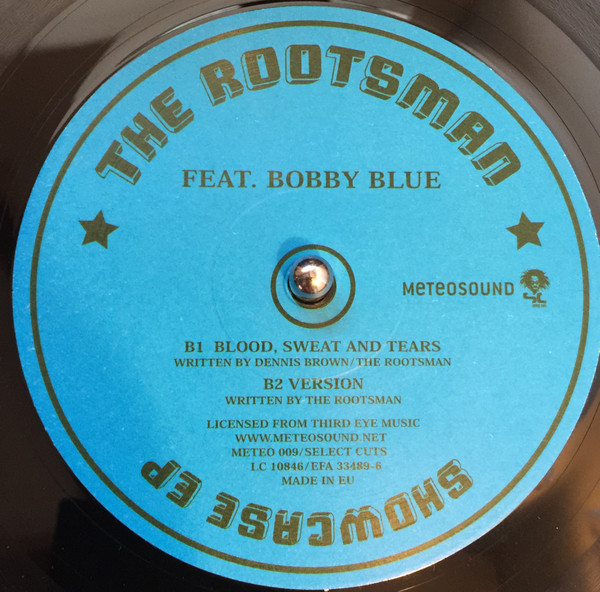 THE ROOTSMAN
FEAT. BOBBY BLUE
METEOSOUND
B1 BLOOD, SWEAT AND TEARS
WRITTEN BY DENNIS BROWN/THE ROOTSMAN
B2 VERSION
WRITTEN BY THE ROOTSMAN
LICENSED FROM THIRD EYE MUSIC
WWW.METEOSOUND.NET
METEO 009/SELECT CUTS
LC 10846/EFA 33489-6
MADE IN EU
SHOWCASE EP